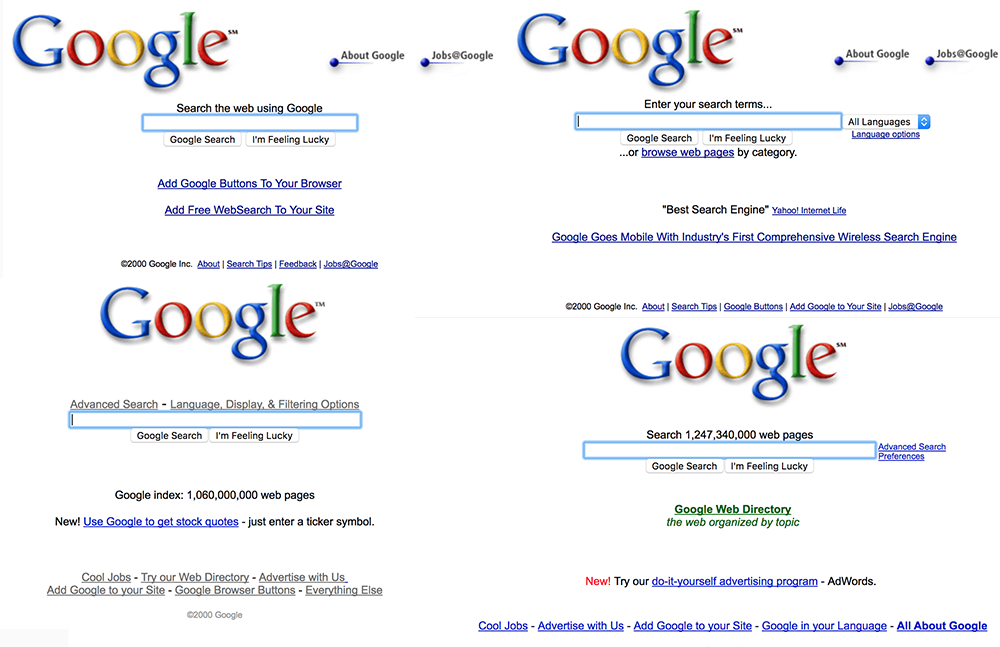 Google℠
About Google
Jobs@Google
Search the web using Google
Google Search I'm Feeling Lucky
Add Google Buttons To Your Browser
Add Free WebSearch To Your Site
©2000 Google Inc. About | Search Tips | Feedback | Jobs@Google
Google℠
About Google
Jobs@Google
Enter your search terms...
All Languages
Language options
Google Search I'm Feeling Lucky
...or browse web pages by category.
"Best Search Engine" Yahoo! Internet Life
Google Goes Mobile With Industry's First Comprehensive Wireless Search Engine
©2000 Google Inc. About | Search Tips | Google Buttons | Add Google to Your Site | Jobs@Google
Google™
Advanced Search - Language, Display, & Filtering Options
Google Search I'm Feeling Lucky
Google index: 1,060,000,000 web pages
New! Use Google to get stock quotes - just enter a ticker symbol.
Cool Jobs - Try our Web Directory - Advertise with Us
Add Google to your Site - Google Browser Buttons - Everything Else
©2000 Google
Google℠
Search 1,247,340,000 web pages
Advanced Search
Preferences
Google Search I'm Feeling Lucky
Google Web Directory
the web organized by topic
New! Try our do-it-yourself advertising program - AdWords.
Cool Jobs - Advertise with Us - Add Google to your Site - Google in your Language - All About Google